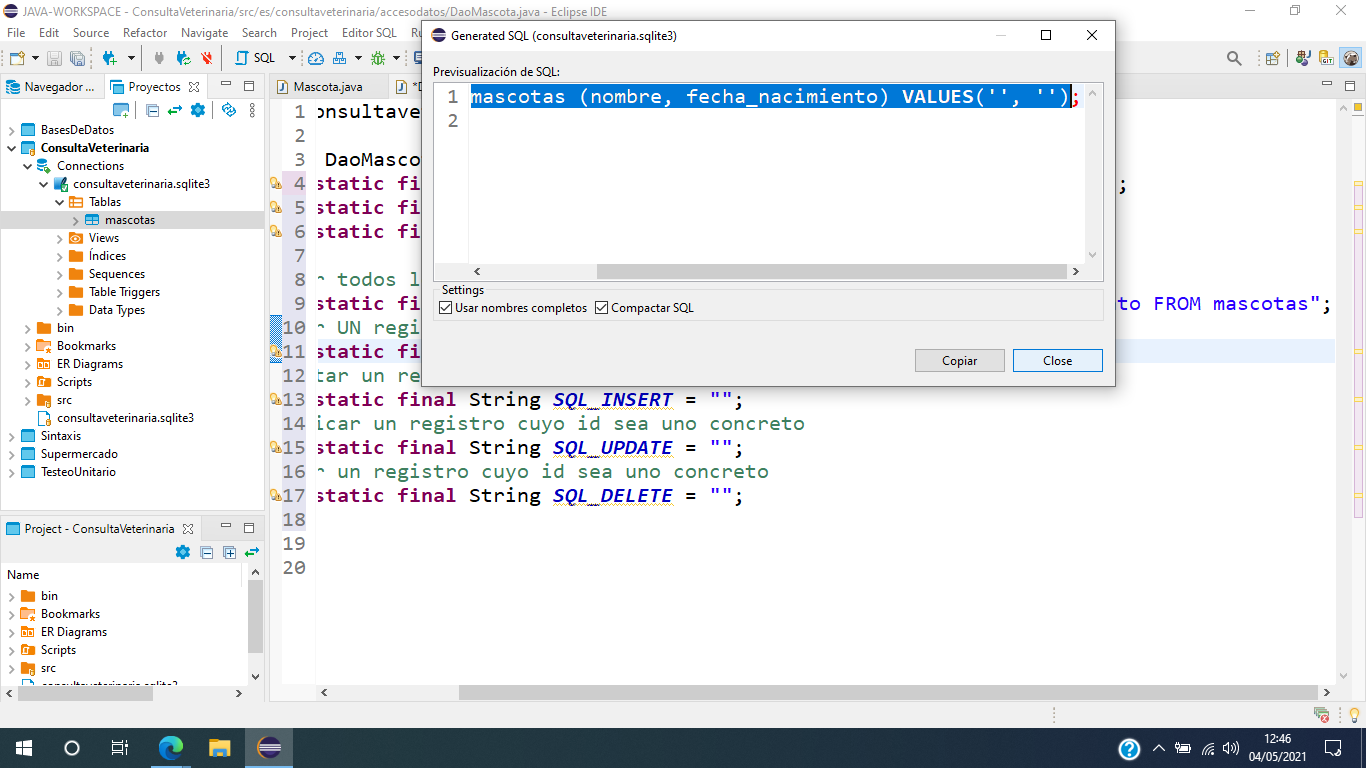 JAVA-WORKSPACE - ConsultaVeterinaria/src/es/consultaveterinaria/accesodatos/DaoMascota.java - Eclipse IDE
File Edit Source Refactor Navigate Search Project Editor SQL
SQL
Navegador ...
Proyectos
BasesDeDatos
ConsultaVeterinaria
Connections
consultaveterinaria.sqlite3
Tablas
mascotas
Views
Índices
Sequences
Table Triggers
Data Types
bin
Bookmarks
ER Diagrams
Scripts
src
consultaveterinaria.sqlite3
Sintaxis
Supermercado
TesteoUnitario
Project - ConsultaVeterinaria
Name
bin
Bookmarks
ER Diagrams
Scripts
src
Mascota.java
1 onsultave
2
3 DaoMasco
4 static fi ;
5 static fi
6 static fi
7
8 r todos l
9 static fi to FROM mascotas";
10 r UN regi
11 static fi
12 tar un re
13 static final String SQL_INSERT = "";
14 icar un registro cuyo id sea uno concreto
15 static final String SQL_UPDATE = "";
16 r un registro cuyo id sea uno concreto
17 static final String SQL_DELETE = "";
18
19
20
Generated SQL (consultaveterinaria.sqlite3)
Previsualización de SQL:
1 mascotas (nombre, fecha_nacimiento) VALUES('', '');
2
Settings
Usar nombres completos
Compactar SQL
Copiar
Close
12:46
04/05/2021